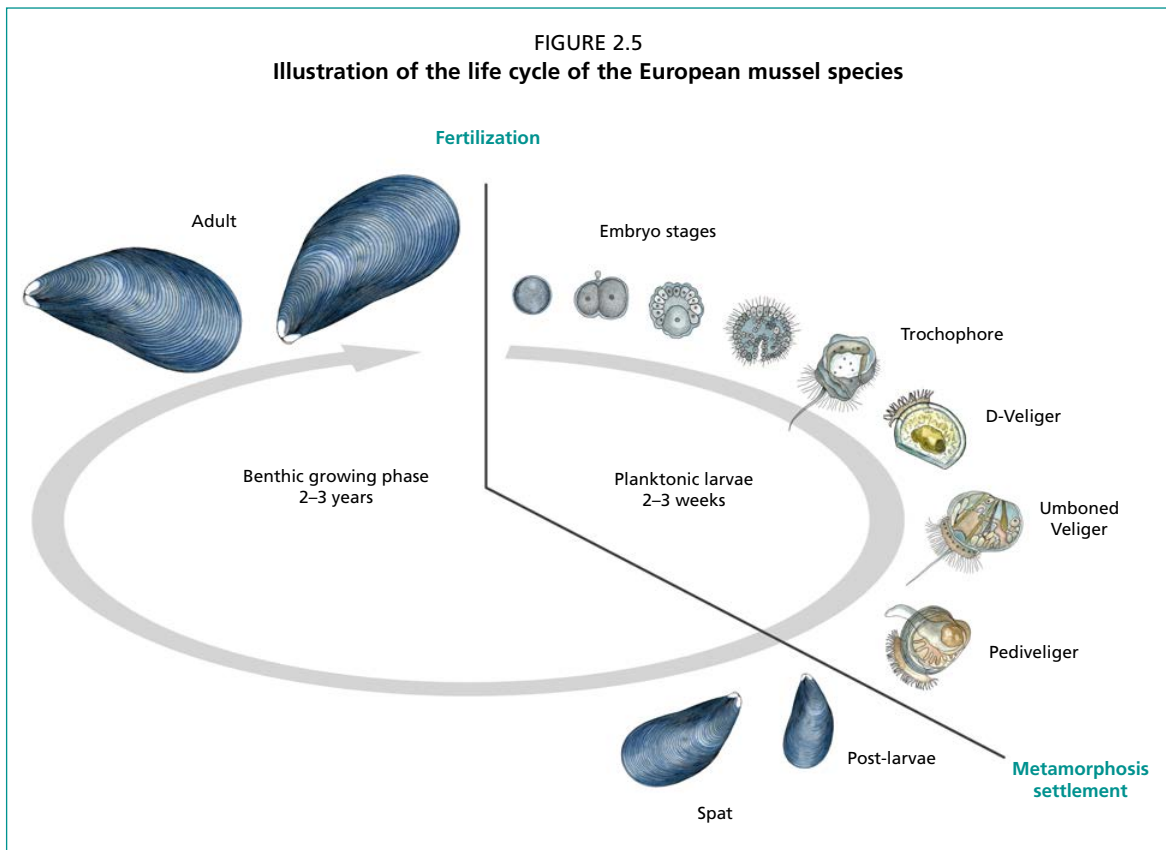 FIGURE 2.5
Illustration of the life cycle of the European mussel species
Fertilization
Adult
Embryo stages
Trochophore
D-Veliger
Benthic growing phase
2–3 years
Planktonic larvae
2–3 weeks
Umboned
Veliger
Pediveliger
Post-larvae
Metamorphosis
settlement
Spat